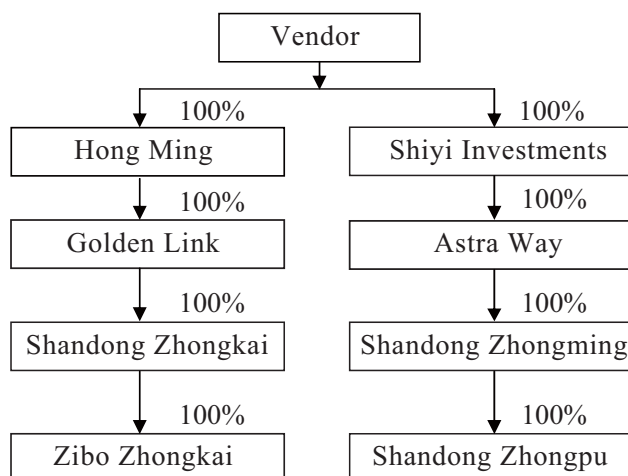 Vendor
100%
100%
Hong Ming
Shiyi Investments
100%
100%
Golden Link
Astra Way
100%
100%
Shandong Zhongkai
Shandong Zhongming
100%
100%
Zibo Zhongkai
Shandong Zhongpu